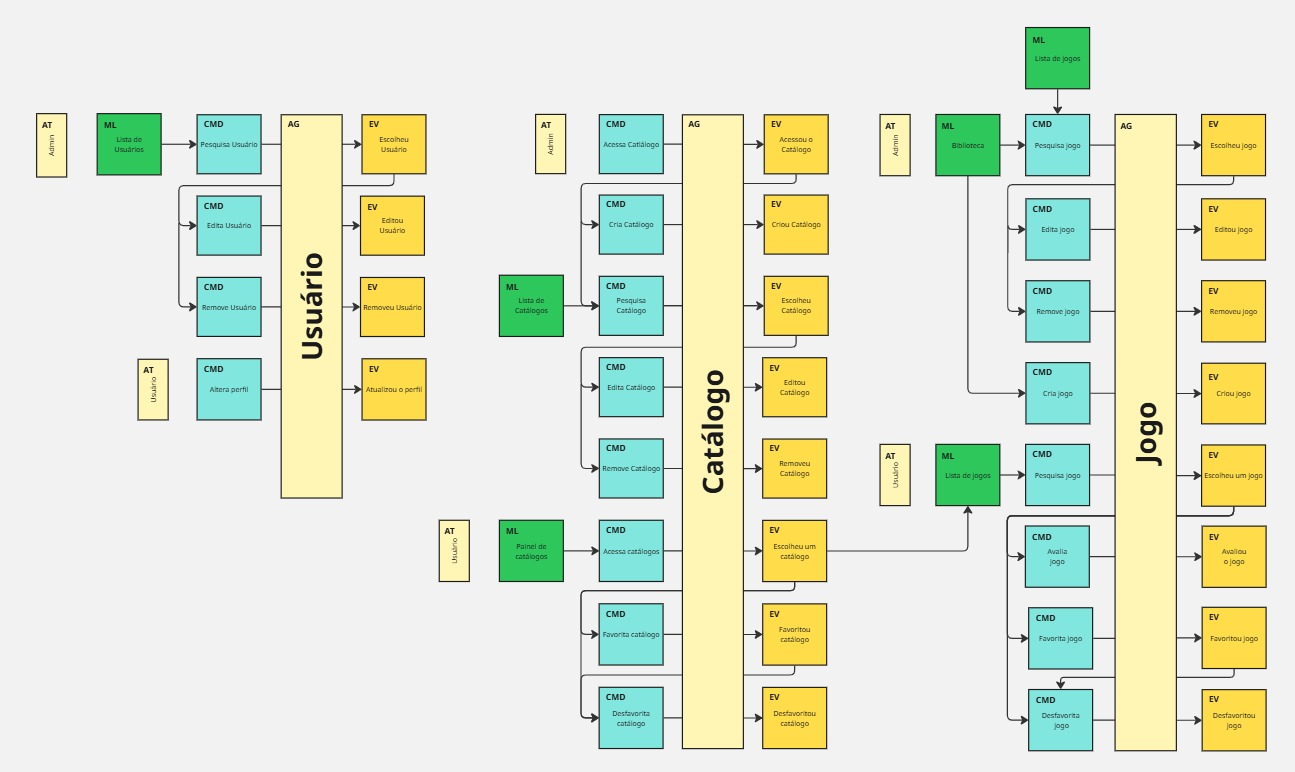 AT
Admin
ML
Lista de
Usuários
CMD
Pesquisa Usuário
AG
Usuário
EV
Escolheu
Usuário
CMD
Edita Usuário
EV
Editou
Usuário
CMD
Remove Usuário
EV
Removeu Usuário
AT
Usuário
CMD
Altera perfil
EV
Atualizou o perfil
AT
Admin
CMD
Acessa Catlálogo
AG
Catálogo
EV
Acessou o
Catálogo
CMD
Cria Catálogo
EV
Criou Catálogo
ML
Lista de
Catálogos
CMD
Pesquisa
Catálogo
EV
Escolheu
Catálogo
CMD
Edita Catálogo
EV
Editou
Catálogo
CMD
Remove Catálogo
EV
Removeu
Catálogo
AT
Usuário
ML
Painel de
catálogos
CMD
Acessa catálogos
EV
Escolheu um
catálogo
CMD
Favorita catálogo
EV
Favoritou
catálogo
CMD
Desfavorita
catálogo
EV
Desfavoritou
catálogo
ML
Lista de jogos
AT
Admin
ML
Biblioteca
CMD
Pesquisa jogo
AG
Jogo
EV
Escolheu jogo
CMD
Edita jogo
EV
Editou jogo
CMD
Remove jogo
EV
Removeu jogo
CMD
Cria jogo
EV
Criou jogo
AT
Usuário
ML
Lista de jogos
CMD
Pesquisa jogo
EV
Escolheu um jogo
CMD
Avalia
jogo
EV
Avaliou
o jogo
CMD
Favorita jogo
EV
Favoritou jogo
CMD
Desfavorita
jogo
EV
Desfavoritou
jogo